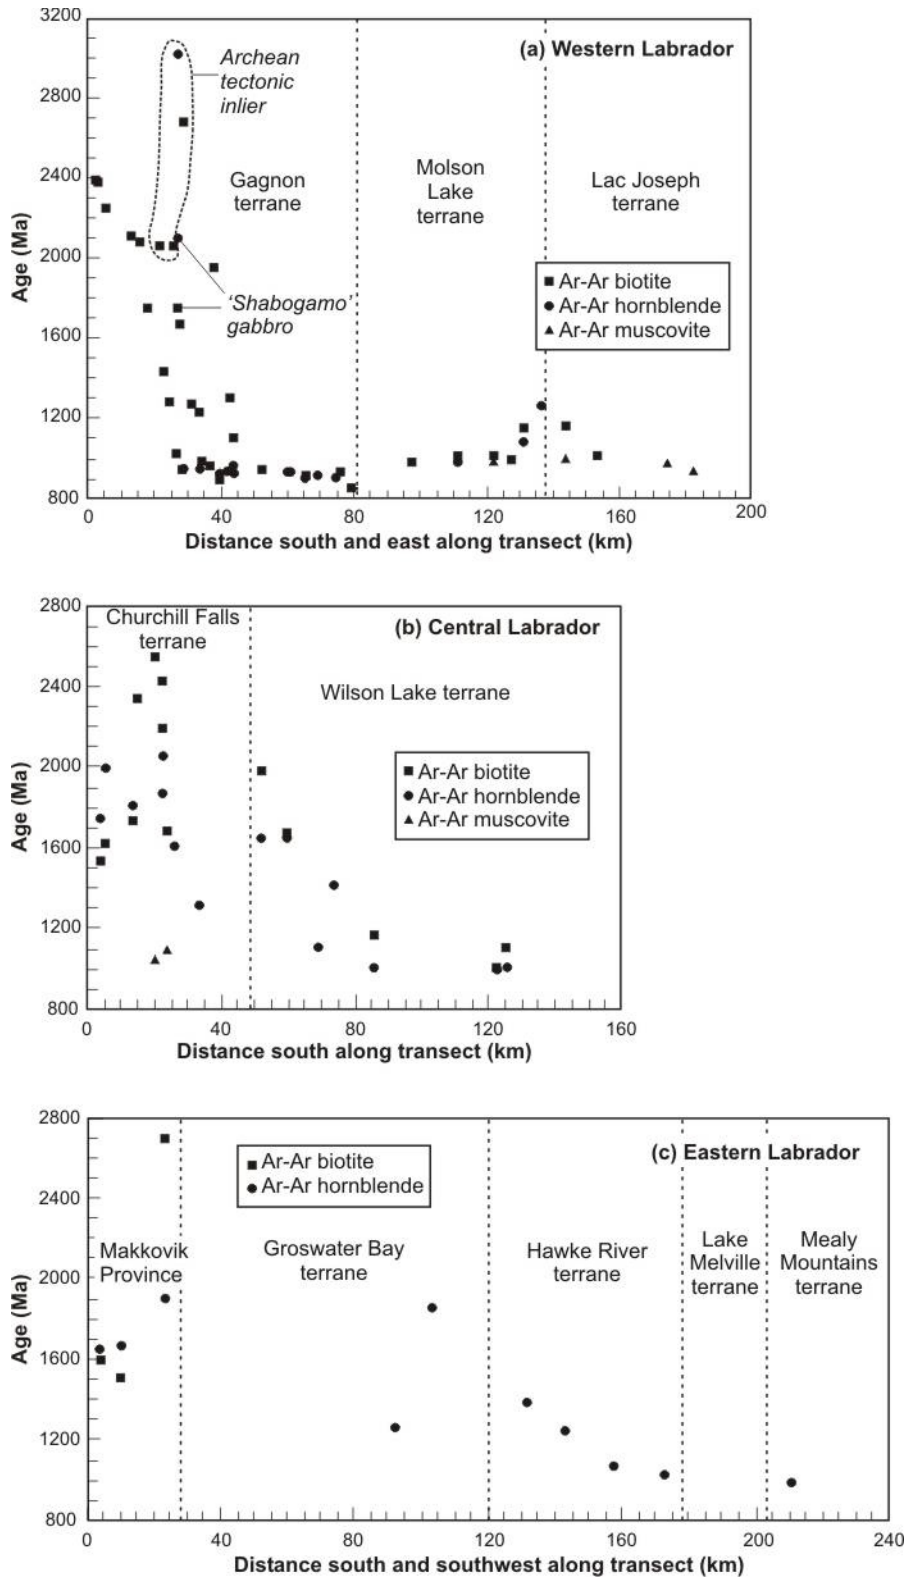 3200
2800
2400
2000
1600
1200
800
Age (Ma)
(a) Western Labrador
Archean
tectonic
inlier
Gagnon
terrane
Molson
Lake
terrane
Lac Joseph
terrane
'Shabogamo'
gabbro
Ar-Ar biotite
Ar-Ar hornblende
Ar-Ar muscovite
0 40 80 120 160 200
Distance south and east along transect (km)
2800
2400
2000
1600
1200
800
Age (Ma)
Churchill Falls
terrane
(b) Central Labrador
Wilson Lake terrane
Ar-Ar biotite
Ar-Ar hornblende
Ar-Ar muscovite
0 40 80 120 160
Distance south along transect (km)
2800
2400
2000
1600
1200
800
Age (Ma)
(c) Eastern Labrador
Ar-Ar biotite
Ar-Ar hornblende
Makkovik
Province
Groswater Bay
terrane
Hawke River
terrane
Lake
Melville
terrane
Mealy
Mountains
terrane
0 40 80 120 160 200 240
Distance south and southwest along transect (km)